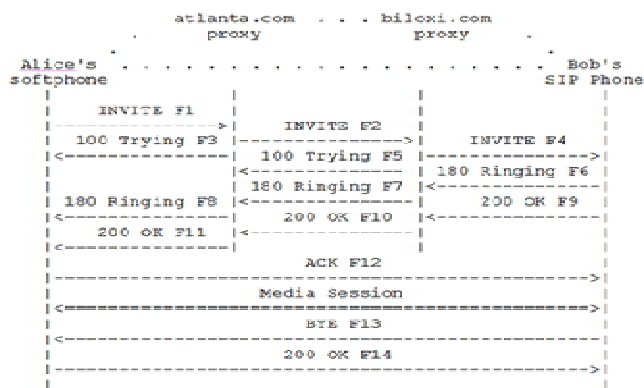 atlanta.com . . . biloxi.com
. proxy proxy .
. .
Alice's . . . . . . . . . . . . . . . . . . . . Bob's
softphone SIP Phone
| | | |
| INVITE F1 | | |
|--------------->| INVITE F2 | |
| 100 Trying F3 |--------------->| INVITE F4 |
|<---------------| 100 Trying F5 |--------------->|
| |<---------------| 180 Ringing F6 |
| | 180 Ringing F7 |<---------------|
| 180 Ringing F8 |<---------------| 200 OK F9 |
|<---------------| 200 OK F10 |<---------------|
| 200 OK F11 |<---------------| |
|<---------------| | |
| ACK F12 |
|------------------------------------------------->|
| Media Session |
|<================================================>|
| BYE F13 |
|<-------------------------------------------------|
| 200 OK F14 |
|------------------------------------------------->|
| |